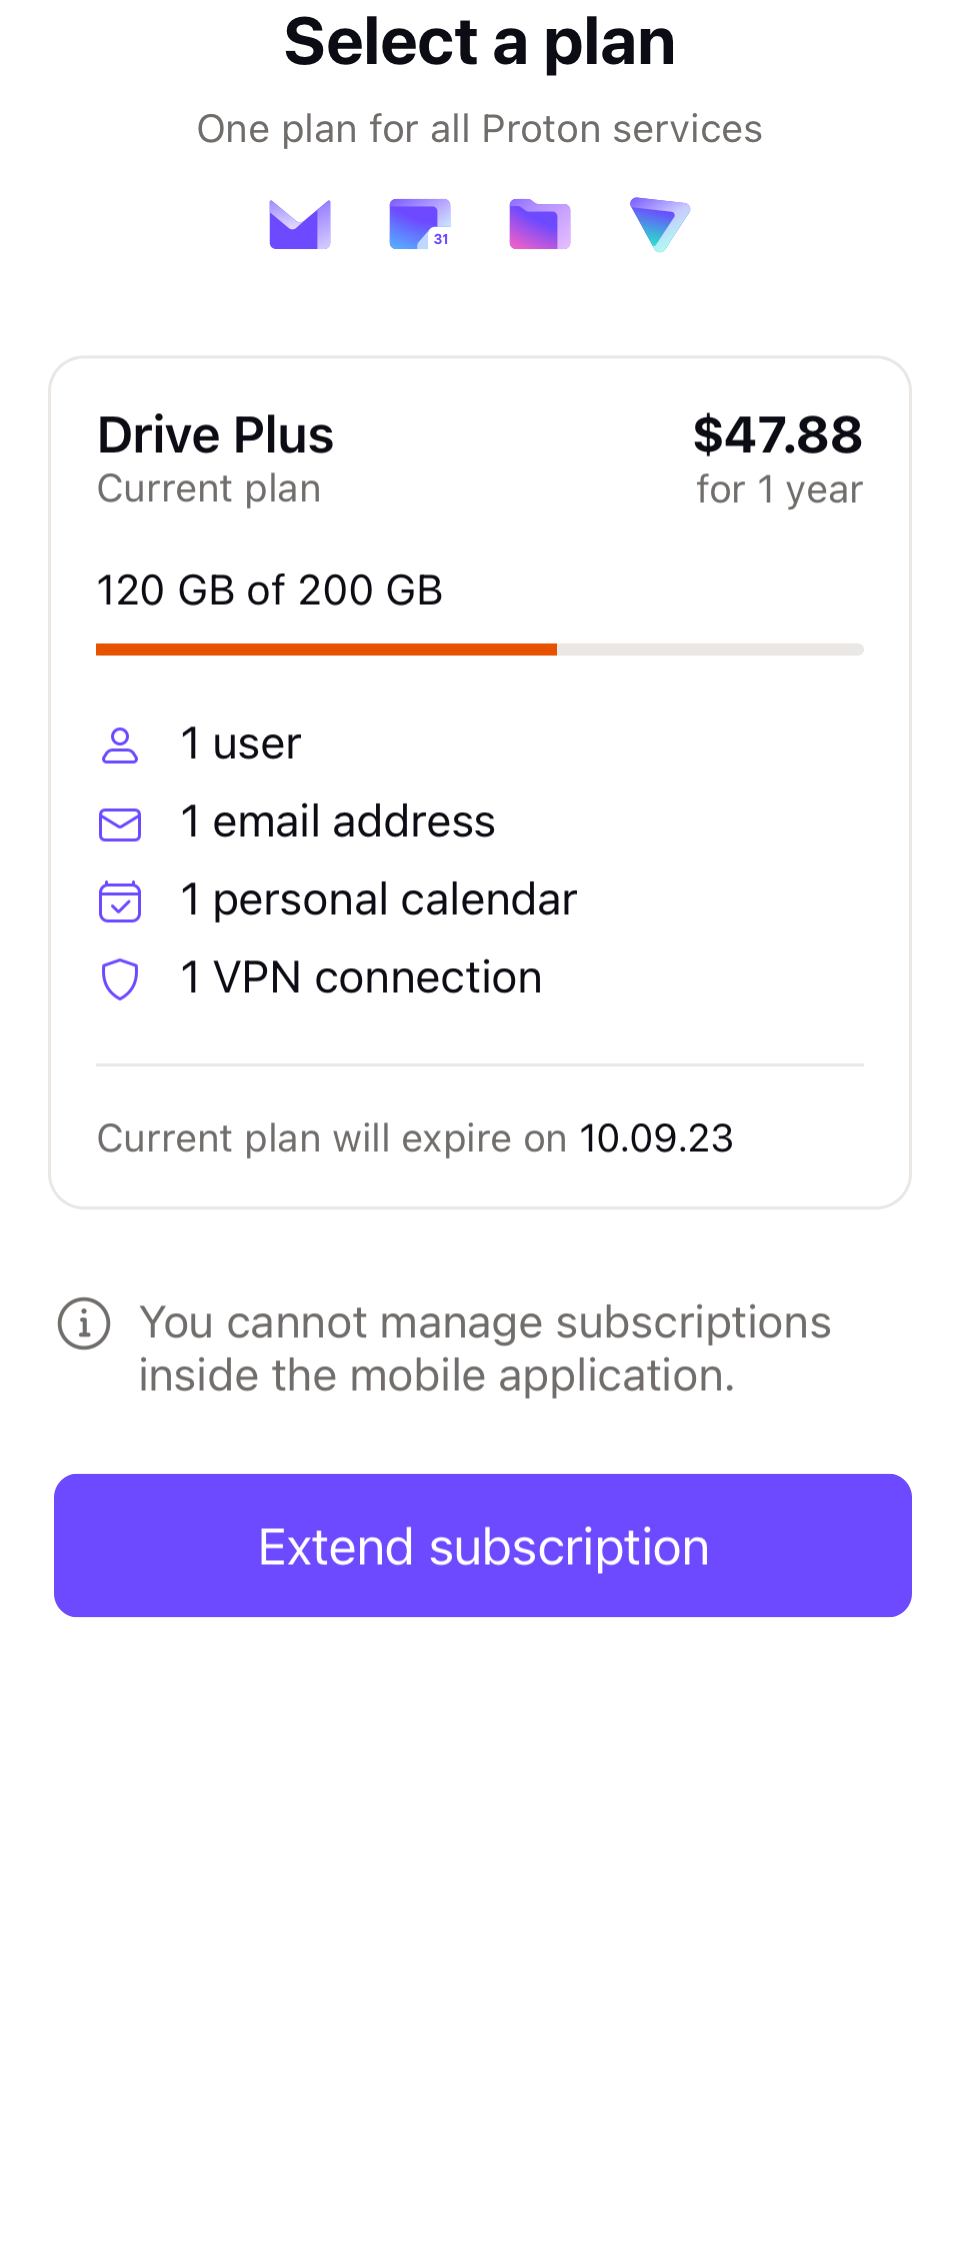 Select a plan
One plan for all Proton services
31
Drive Plus
$47.88
Current plan
for 1 year
120 GB of 200 GB
1 user
1 email address
1 personal calendar
1 VPN connection
Current plan will expire on 10.09.23
You cannot manage subscriptions
inside the mobile application.
Extend subscription